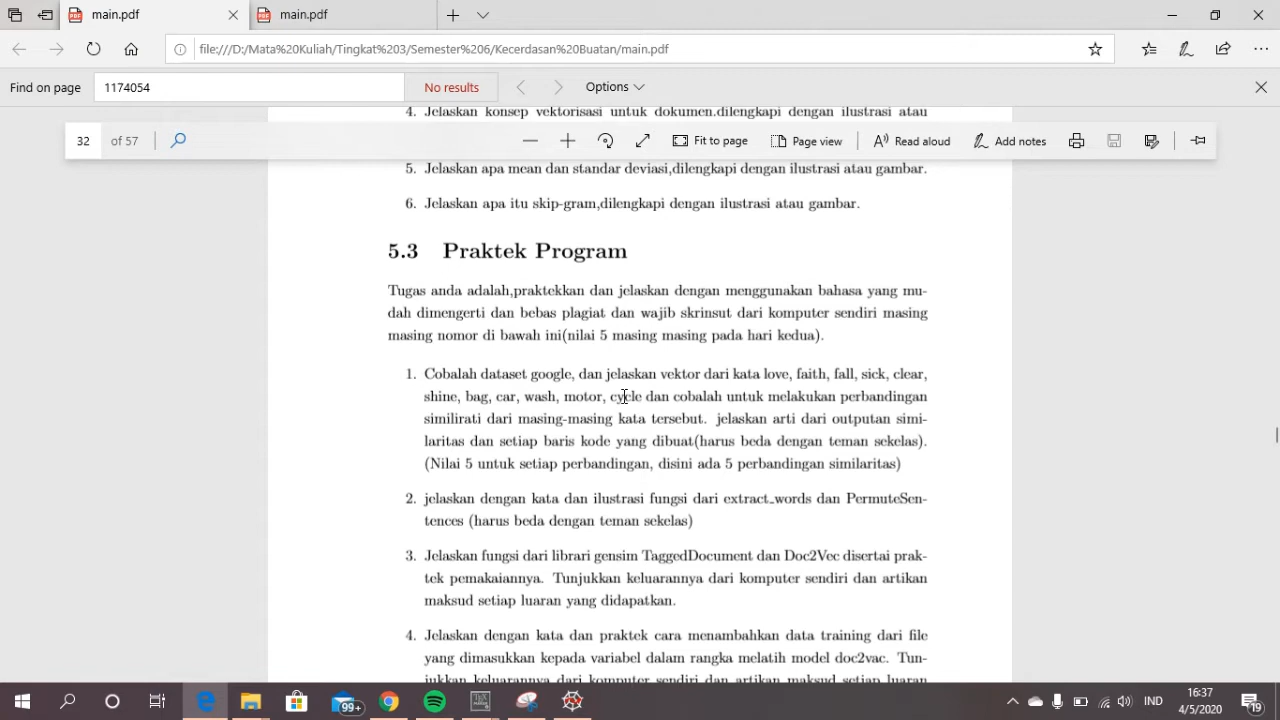 main.pdf
main.pdf
file:///D:/Mata%20Kuliah/Tingkat%203/Semester%206/Kecerdasan%20Buatan/main.pdf
Find on page 1174054 No results Options
4. Jelaskan konsep vektorisasi untuk dokumen.dilengkapi dengan ilustrasi atau
32 of 57 Fit to page Page view Read aloud Add notes
5. Jelaskan apa mean dan standar deviasi,dilengkapi dengan ilustrasi atau gambar.
6. Jelaskan apa itu skip-gram,dilengkapi dengan ilustrasi atau gambar.
5.3 Praktek Program
Tugas anda adalah,praktekkan dan jelaskan dengan menggunakan bahasa yang mu-
dah dimengerti dan bebas plagiat dan wajib skrinsut dari komputer sendiri masing
masing nomor di bawah ini(nilai 5 masing masing pada hari kedua).
1. Cobalah dataset google, dan jelaskan vektor dari kata love, faith, fall, sick, clear,
shine, bag, car, wash, motor, cycle dan cobalah untuk melakukan perbandingan
similirati dari masing-masing kata tersebut. jelaskan arti dari outputan simi-
laritas dan setiap baris kode yang dibuat(harus beda dengan teman sekelas).
(Nilai 5 untuk setiap perbandingan, disini ada 5 perbandingan similaritas)
2. jelaskan dengan kata dan ilustrasi fungsi dari extract_words dan PermuteSen-
tences (harus beda dengan teman sekelas)
3. Jelaskan fungsi dari librari gensim TaggedDocument dan Doc2Vec disertai prak-
tek pemakaiannya. Tunjukkan keluarannya dari komputer sendiri dan artikan
maksud setiap luaran yang didapatkan.
4. Jelaskan dengan kata dan praktek cara menambahkan data training dari file
yang dimasukkan kepada variabel dalam rangka melatih model doc2vac. Tun-
jukkan keluarannya dari komputer sendiri dan artikan maksud setiap luaran
99+
IND
16:37
4/5/2020
19